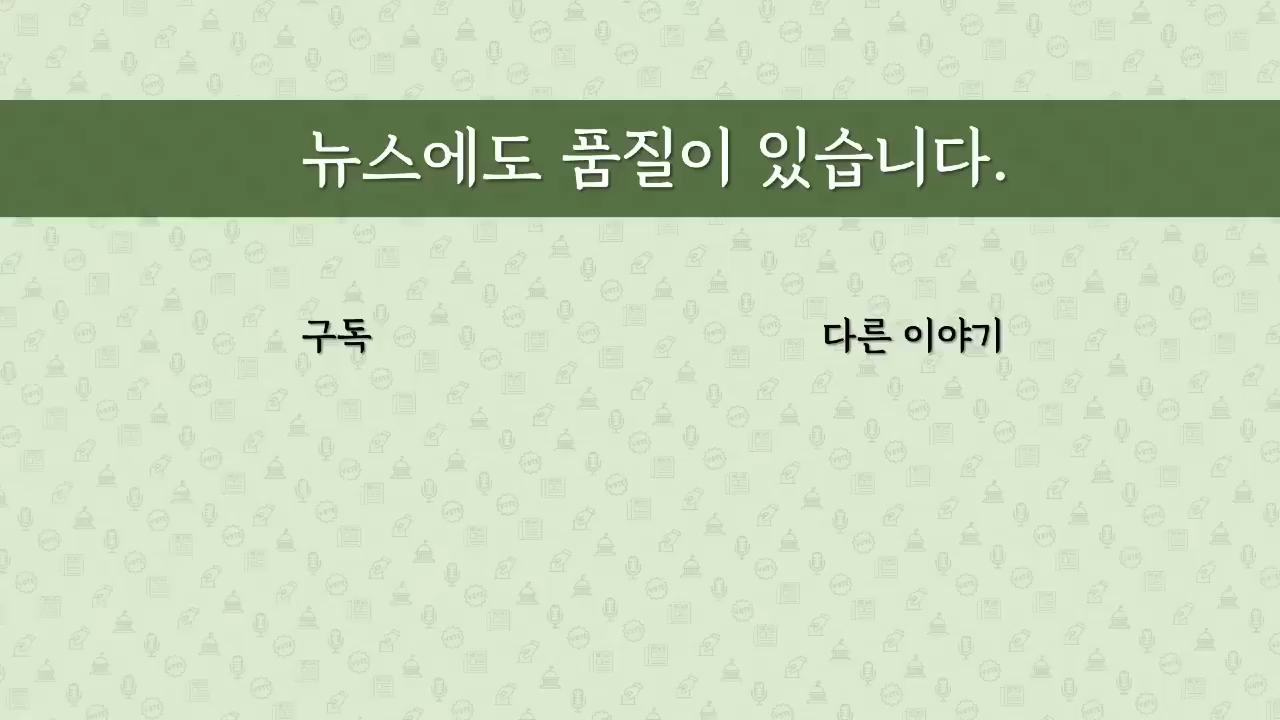 뉴스에도 품질이 있습니다.
구독
다른 이야기